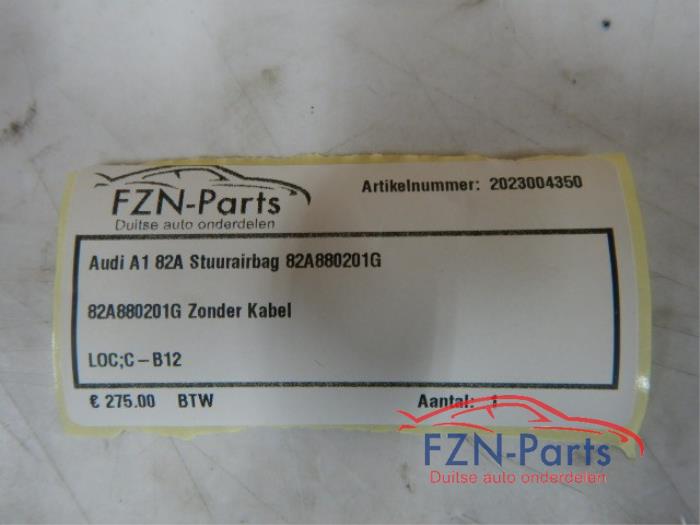 FZN-Parts
Duitse auto onderdelen
Artikelnummer: 2023004350
Audi A1 82A Stuurairbag 82A880201G
82A880201G Zonder Kabel
LOC;C-B12
€ 275.00 BTW
Aantal: 1
FZN-Parts
Duitse auto onderdelen